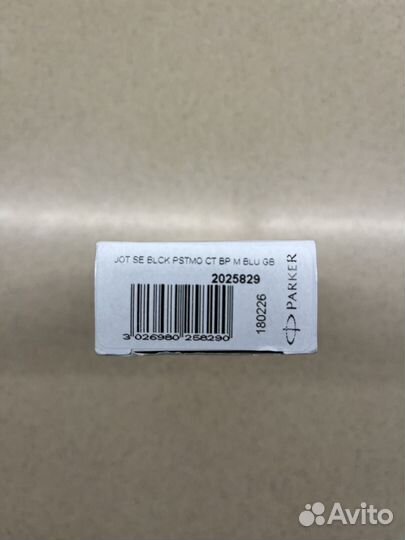 JOT SE BLCK PSTMO CT BP M BLU GB
2025829
3 026980 258290
180226
PARKER
Avito